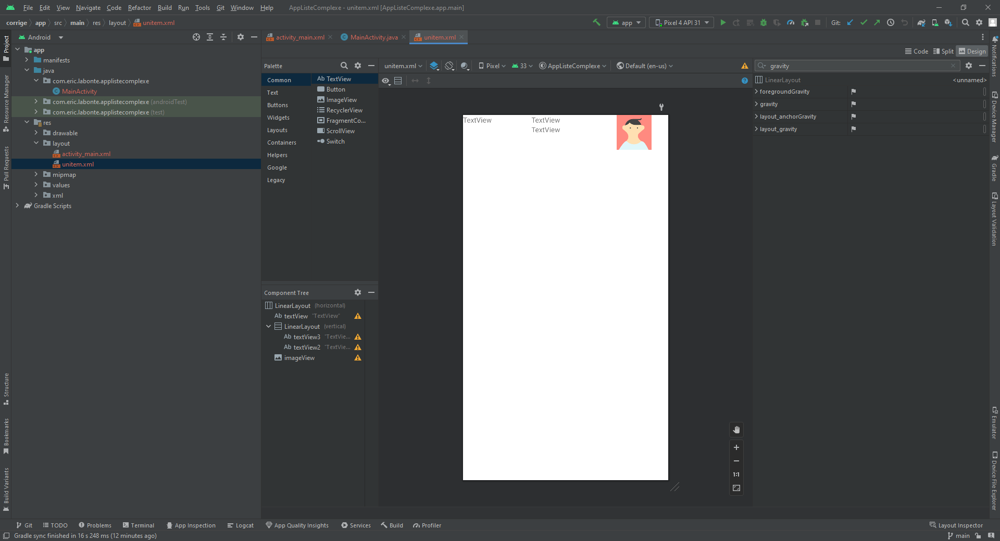 File Edit View Navigate Code Refactor Build Run Tools Git Window Help AppListeComplexe - unitem.xml [AppListeComplexe.app.main]
corrige app src main res layout unitem.xml app Pixel 4 API 31 Git:
Project
Resource Manager
Pull Requests
Structure
Bookmarks
Build Variants
Android
app
manifests
java
com.eric.labonte.applistecomplexe
MainActivity
com.eric.labonte.applistecomplexe (androidTest)
com.eric.labonte.applistecomplexe (test)
res
drawable
layout
activity_main.xml
unitem.xml
mipmap
values
xml
Gradle Scripts
activity_main.xml MainActivity.java unitem.xml
Code Split Design
Palette
Common
Text
Buttons
Widgets
Layouts
Containers
Helpers
Google
Legacy
Ab TextView
Button
ImageView
RecyclerView
FragmentCo...
ScrollView
Switch
Component Tree
LinearLayout (horizontal)
Ab textView "TextView"
LinearLayout (vertical)
Ab textView3 "TextVie...
Ab textView2 "TextVie...
imageView
unitem.xml Pixel 33 AppListeComplexe Default (en-us)
TextView TextView
TextView
1:1
gravity
LinearLayout <unnamed>
foregroundGravity
gravity
layout_anchorGravity
layout_gravity
Notifications
Device Manager
Gradle
Layout Validation
Emulator
Device File Explorer
Git TODO Problems Terminal App Inspection Logcat App Quality Insights Services Build Profiler Layout Inspector
Gradle sync finished in 16 s 248 ms (12 minutes ago) main